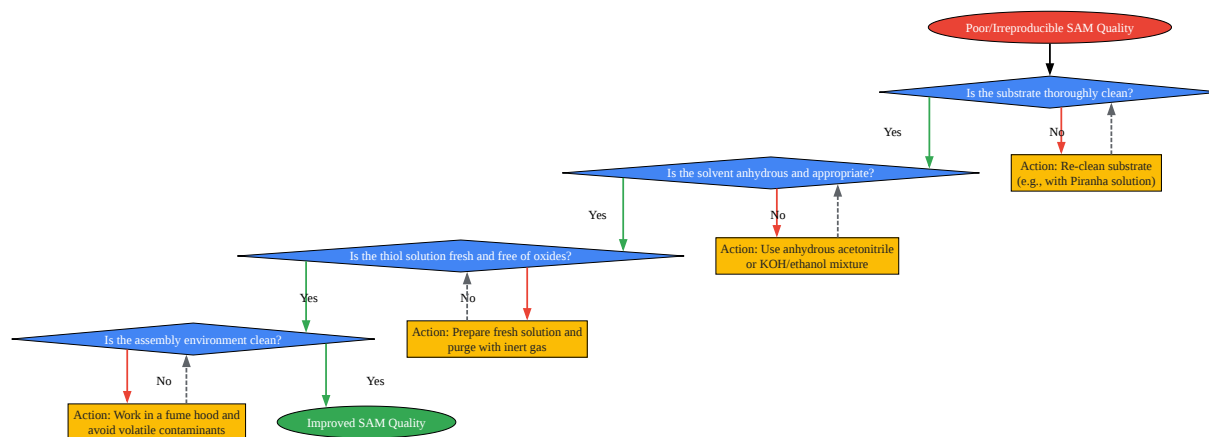 Poor/Irreproducible SAM Quality
Is the substrate thoroughly clean?
Yes
No
Action: Re-clean substrate
(e.g., with Piranha solution)
Is the solvent anhydrous and appropriate?
Yes
No
Action: Use anhydrous acetonitrile
or KOH/ethanol mixture
Is the thiol solution fresh and free of oxides?
Yes
No
Action: Prepare fresh solution and
purge with inert gas
Is the assembly environment clean?
No
Yes
Action: Work in a fume hood and
avoid volatile contaminants
Improved SAM Quality